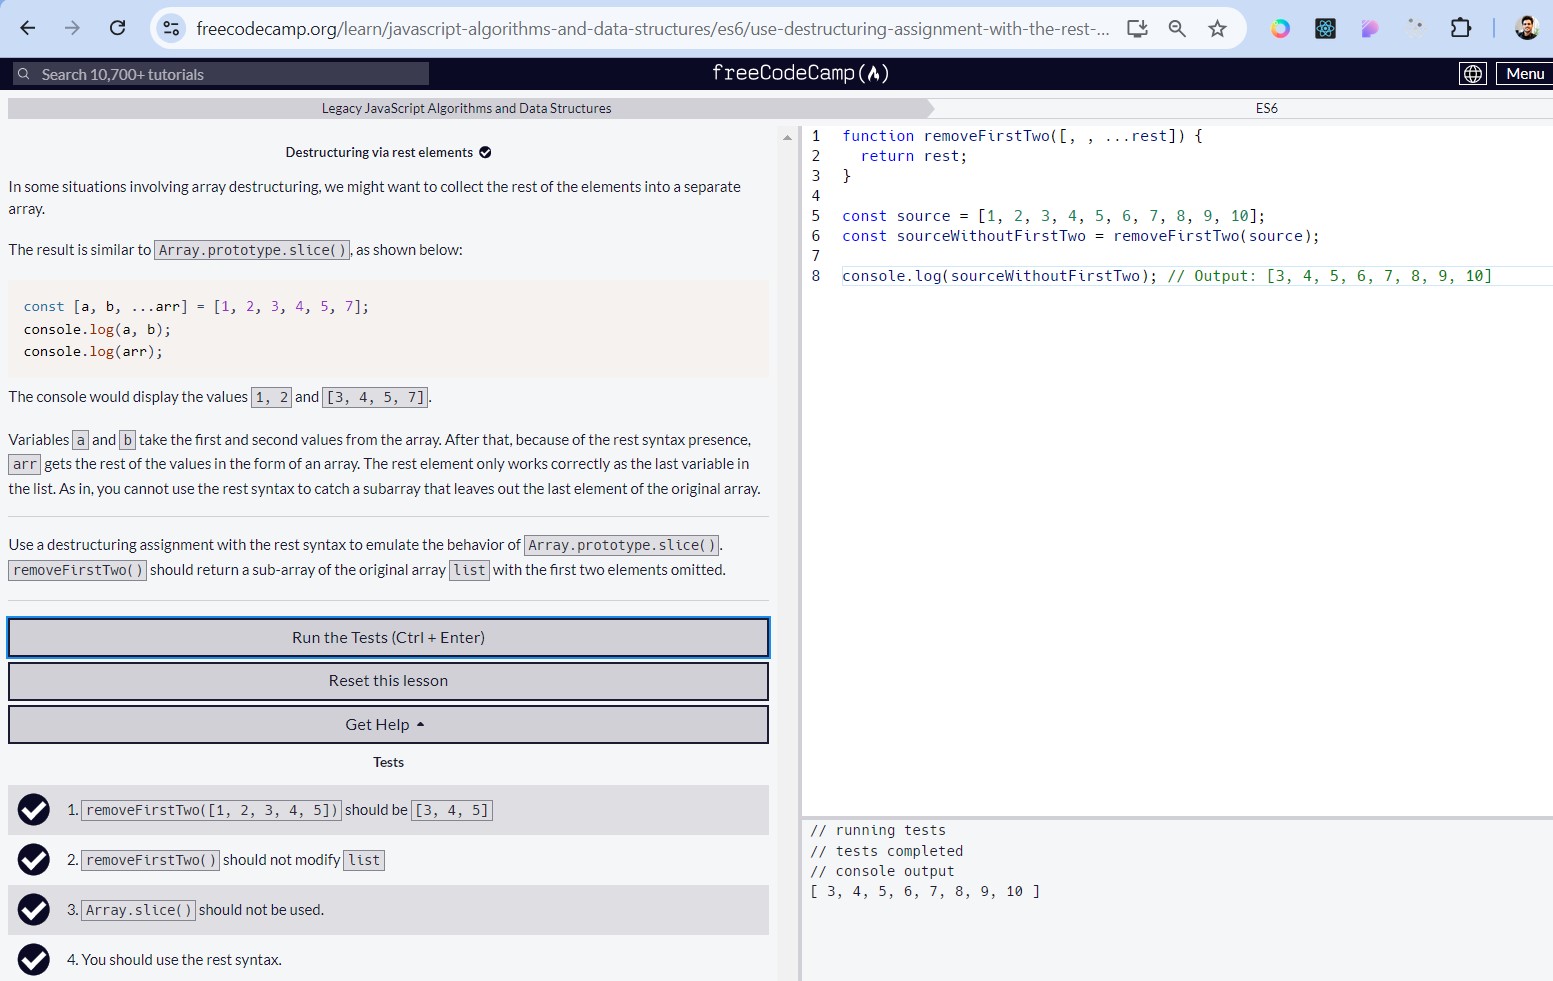 freecodecamp.org/learn/javascript-algorithms-and-data-structures/es6/use-destructuring-assignment-with-the-rest-...
Search 10,700+ tutorials
freeCodeCamp
Menu
Legacy JavaScript Algorithms and Data Structures
ES6
Destructuring via rest elements
In some situations involving array destructuring, we might want to collect the rest of the elements into a separate
array.
The result is similar to Array.prototype.slice(), as shown below:
const [a, b, ...arr] = [1, 2, 3, 4, 5, 7];
console.log(a, b);
console.log(arr);
The console would display the values 1, 2 and [3, 4, 5, 7].
Variables a and b take the first and second values from the array. After that, because of the rest syntax presence,
arr gets the rest of the values in the form of an array. The rest element only works correctly as the last variable in
the list. As in, you cannot use the rest syntax to catch a subarray that leaves out the last element of the original array.
Use a destructuring assignment with the rest syntax to emulate the behavior of Array.prototype.slice().
removeFirstTwo() should return a sub-array of the original array list with the first two elements omitted.
Run the Tests (Ctrl + Enter)
Reset this lesson
Get Help
Tests
1. removeFirstTwo([1, 2, 3, 4, 5]) should be [3, 4, 5]
2. removeFirstTwo() should not modify list
3. Array.slice() should not be used.
4. You should use the rest syntax.
1 function removeFirstTwo([, , ...rest]) {
2 return rest;
3 }
4
5 const source = [1, 2, 3, 4, 5, 6, 7, 8, 9, 10];
6 const sourceWithoutFirstTwo = removeFirstTwo(source);
7
8 console.log(sourceWithoutFirstTwo); // Output: [3, 4, 5, 6, 7, 8, 9, 10]
// running tests
// tests completed
// console output
[ 3, 4, 5, 6, 7, 8, 9, 10 ]